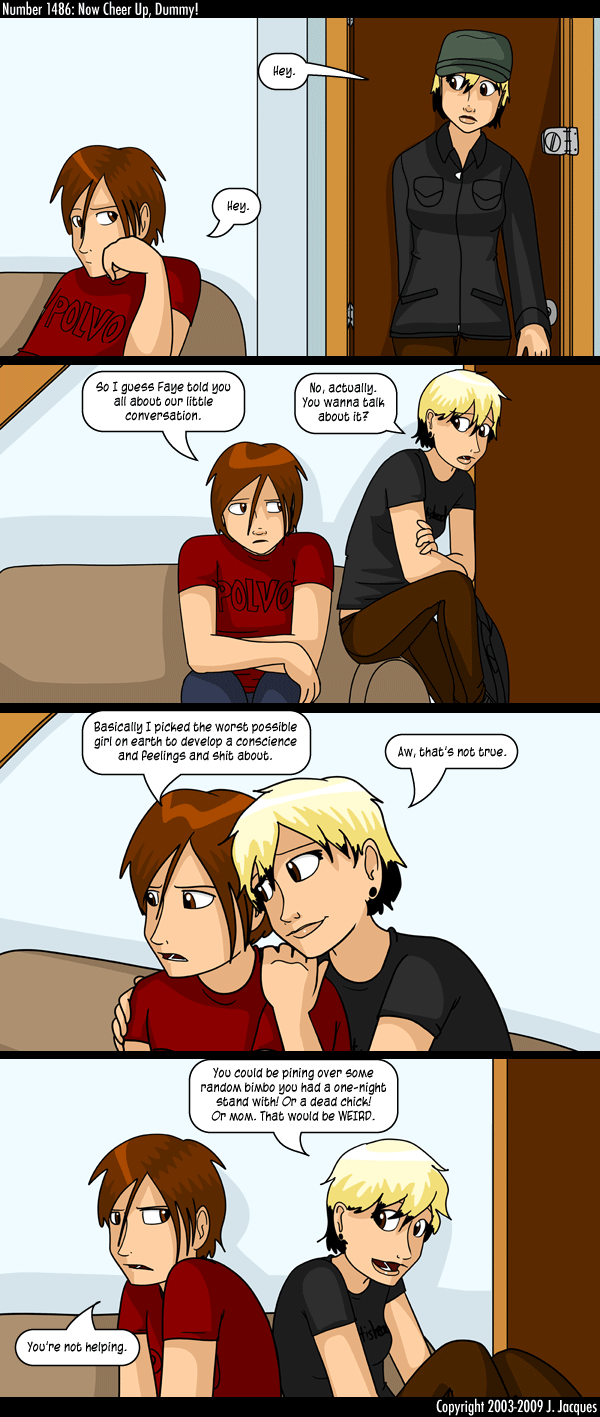 Number 1486: Now Cheer Up, Dummy!
Hey.
Hey.
POLVO
So I guess Faye told you
all about our little
conversation.
No, actually.
You wanna talk
about it?
POLVO
Basically I picked the worst possible
girl on earth to develop a conscience
and feelings and shit about.
Aw, that's not true.
You could be pining over some
random bimbo you had a one-night
stand with! Or a dead chick!
Or mom. That would be WEIRD.
You're not helping.
Copyright 2003-2009 J. Jacques